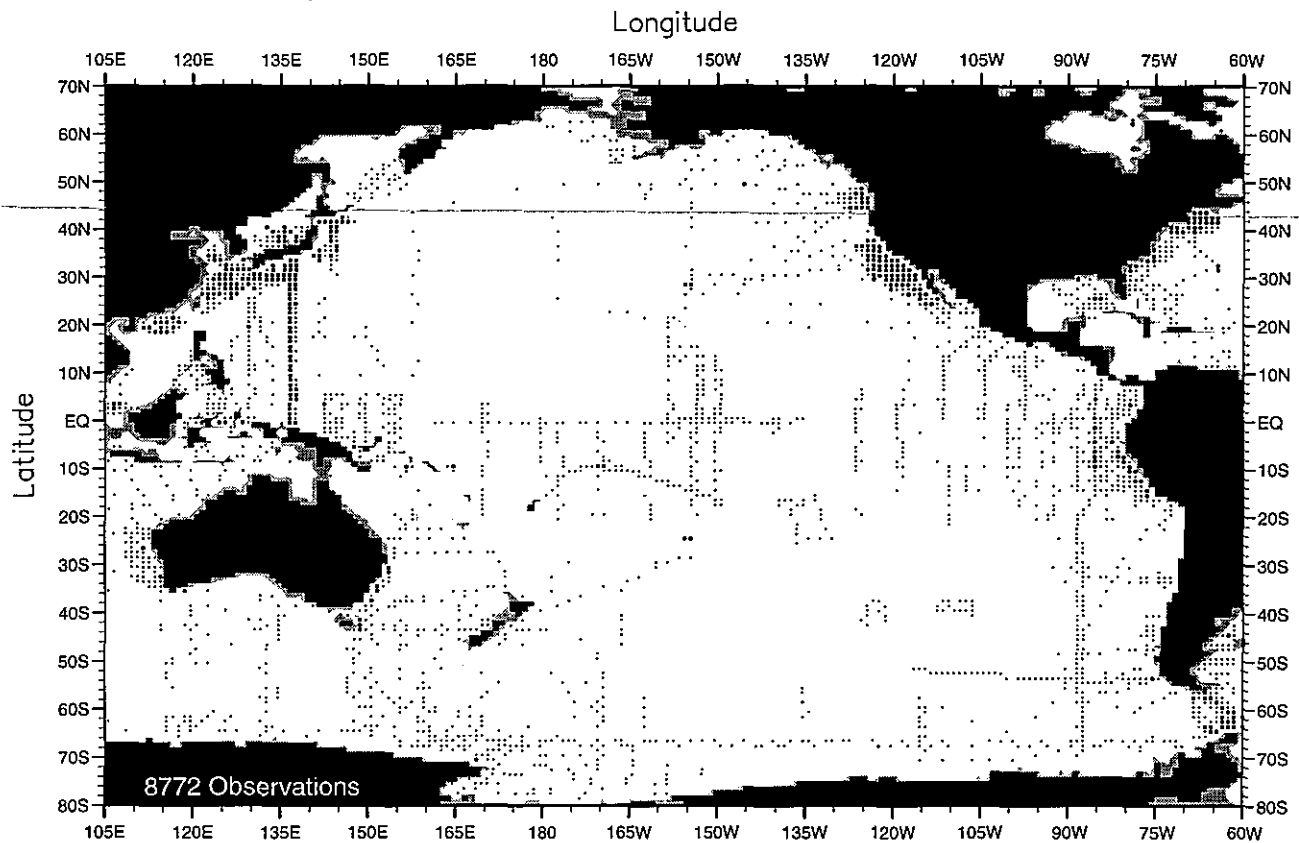 Longitude
105E 120E 135E 150E 165E 180 165W 150W 135W 120W 105W 90W 75W 60W
70N 70N
60N 60N
50N 50N
40N 40N
30N 30N
20N 20N
10N 10N
EQ EQ
Latitude
10S 10S
20S 20S
30S 30S
40S 40S
50S 50S
60S 60S
70S 70S
8772 Observations
80S 80S
105E 120E 135E 150E 165E 180 165W 150W 135W 120W 105W 90W 75W 60W